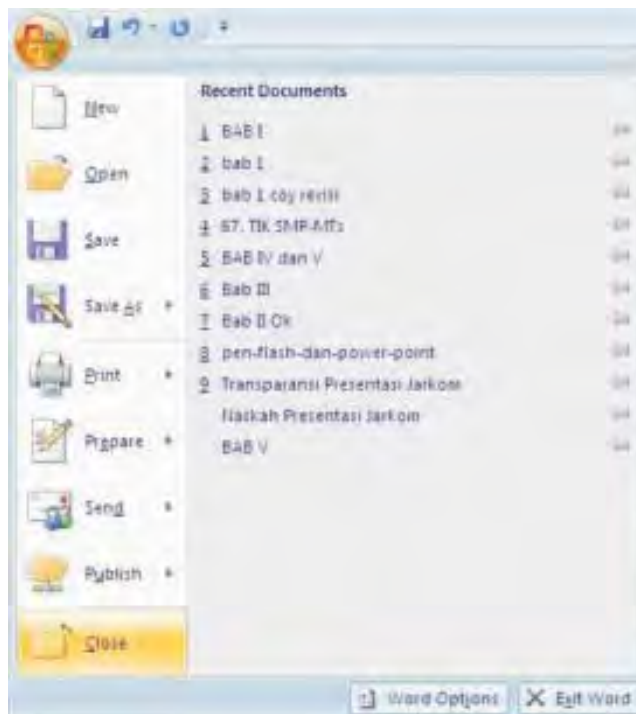 New
Open
Save
Save As
Print
Prepare
Send
Publish
Close
Recent Documents
1 BAB I
2 bab 1
3 bab 1 coy revisi
4 67. TIK SMP-MTs
5 BAB IV dan V
6 Bab III
7 Bab II Ok
8 pen-flash-dan-power-point
9 Transparansi Presentasi Jarkom
Naskah Presentasi Jarkom
BAB V
Word Options
Exit Word